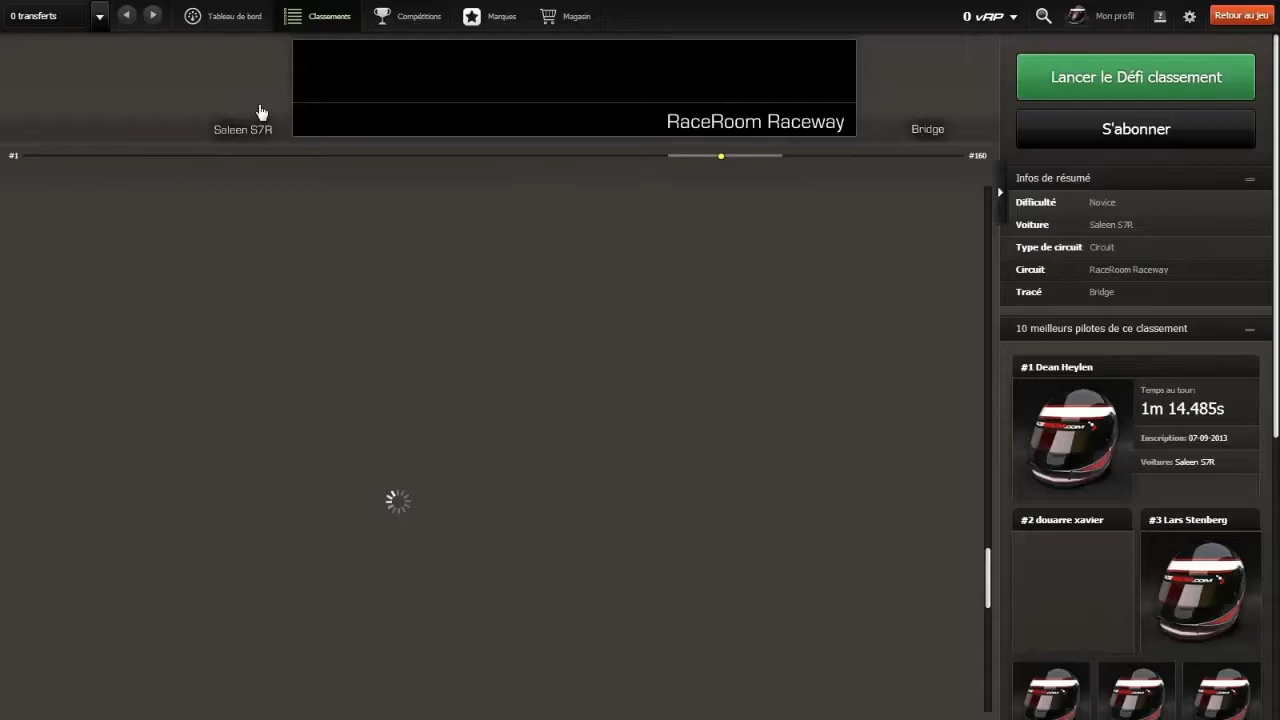 0 transferts
Tableau de bord
Classements
Compétitions
Marques
Magasin
0 vRP
Mon profil
?
Retour au jeu
Saleen S7R
RaceRoom Raceway
Bridge
#1
#160
Lancer le Défi classement
S'abonner
Infos de résumé
Difficulté Novice
Voiture Saleen S7R
Type de circuit Circuit
Circuit RaceRoom Raceway
Tracé Bridge
10 meilleurs pilotes de ce classement
#1 Dean Heylen
Temps au tour:
1m 14.485s
Inscription: 07-09-2013
Voiture: Saleen S7R
#2 douarre xavier
#3 Lars Stenberg